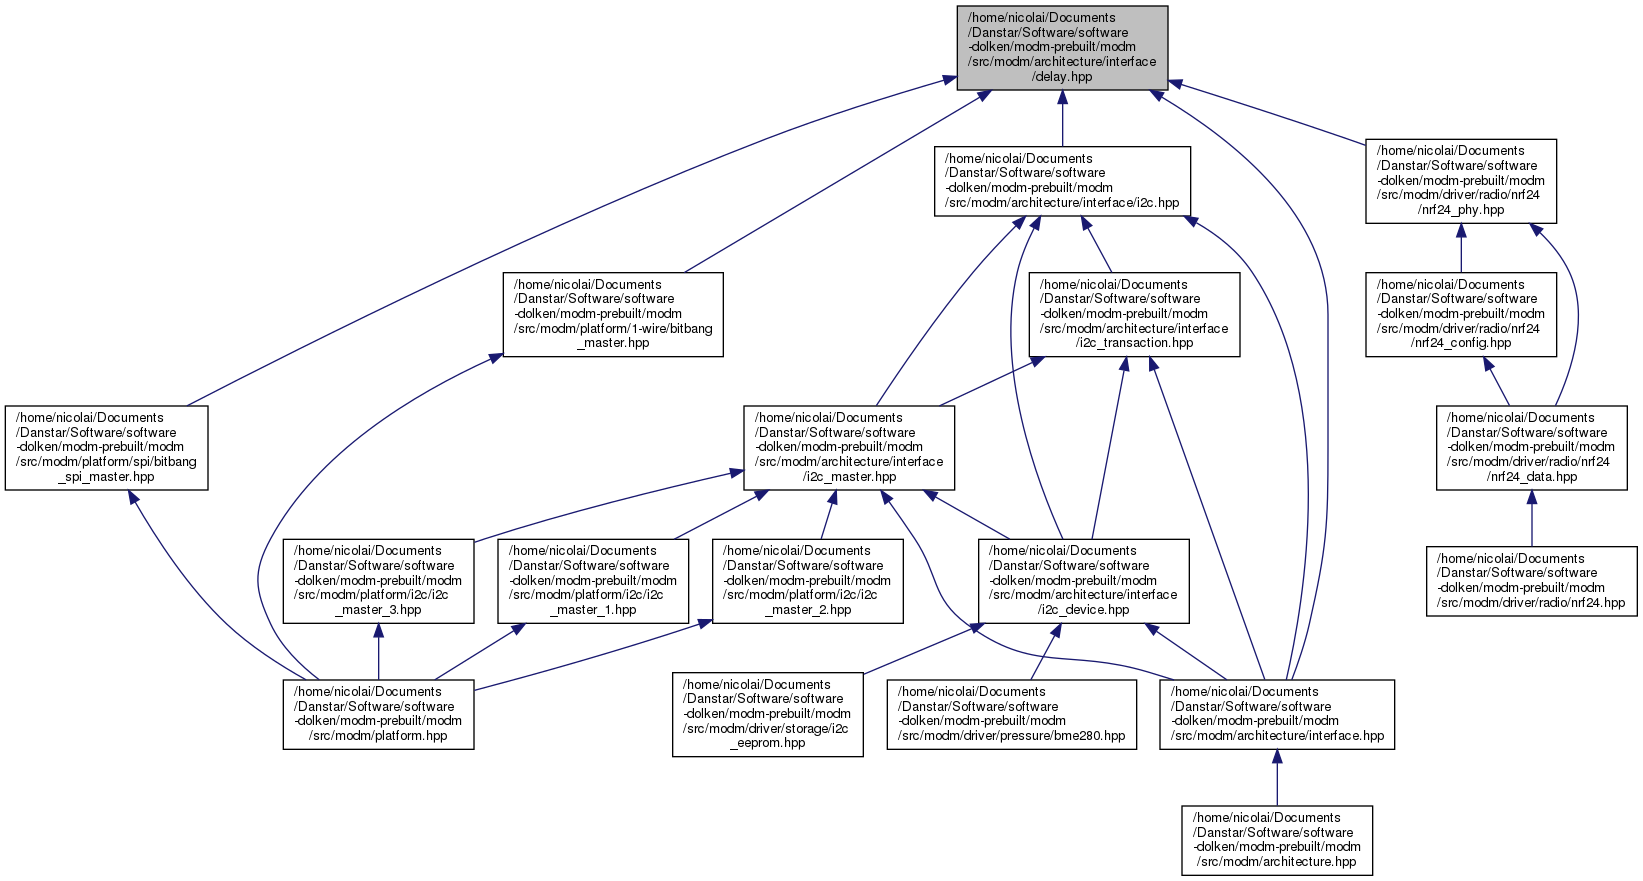 /home/nicolai/Documents
/Danstar/Software/software
-dolken/modm-prebuilt/modm
/src/modm/architecture/interface
/delay.hpp
/home/nicolai/Documents
/Danstar/Software/software
-dolken/modm-prebuilt/modm
/src/modm/architecture/interface/i2c.hpp
/home/nicolai/Documents
/Danstar/Software/software
-dolken/modm-prebuilt/modm
/src/modm/driver/radio/nrf24
/nrf24_phy.hpp
/home/nicolai/Documents
/Danstar/Software/software
-dolken/modm-prebuilt/modm
/src/modm/platform/1-wire/bitbang
_master.hpp
/home/nicolai/Documents
/Danstar/Software/software
-dolken/modm-prebuilt/modm
/src/modm/architecture/interface
/i2c_transaction.hpp
/home/nicolai/Documents
/Danstar/Software/software
-dolken/modm-prebuilt/modm
/src/modm/driver/radio/nrf24
/nrf24_config.hpp
/home/nicolai/Documents
/Danstar/Software/software
-dolken/modm-prebuilt/modm
/src/modm/platform/spi/bitbang
_spi_master.hpp
/home/nicolai/Documents
/Danstar/Software/software
-dolken/modm-prebuilt/modm
/src/modm/architecture/interface
/i2c_master.hpp
/home/nicolai/Documents
/Danstar/Software/software
-dolken/modm-prebuilt/modm
/src/modm/driver/radio/nrf24
/nrf24_data.hpp
/home/nicolai/Documents
/Danstar/Software/software
-dolken/modm-prebuilt/modm
/src/modm/platform/i2c/i2c
_master_3.hpp
/home/nicolai/Documents
/Danstar/Software/software
-dolken/modm-prebuilt/modm
/src/modm/platform/i2c/i2c
_master_1.hpp
/home/nicolai/Documents
/Danstar/Software/software
-dolken/modm-prebuilt/modm
/src/modm/platform/i2c/i2c
_master_2.hpp
/home/nicolai/Documents
/Danstar/Software/software
-dolken/modm-prebuilt/modm
/src/modm/architecture/interface
/i2c_device.hpp
/home/nicolai/Documents
/Danstar/Software/software
-dolken/modm-prebuilt/modm
/src/modm/driver/radio/nrf24.hpp
/home/nicolai/Documents
/Danstar/Software/software
-dolken/modm-prebuilt/modm
/src/modm/platform.hpp
/home/nicolai/Documents
/Danstar/Software/software
-dolken/modm-prebuilt/modm
/src/modm/driver/storage/i2c
_eeprom.hpp
/home/nicolai/Documents
/Danstar/Software/software
-dolken/modm-prebuilt/modm
/src/modm/driver/pressure/bme280.hpp
/home/nicolai/Documents
/Danstar/Software/software
-dolken/modm-prebuilt/modm
/src/modm/architecture/interface.hpp
/home/nicolai/Documents
/Danstar/Software/software
-dolken/modm-prebuilt/modm
/src/modm/architecture.hpp